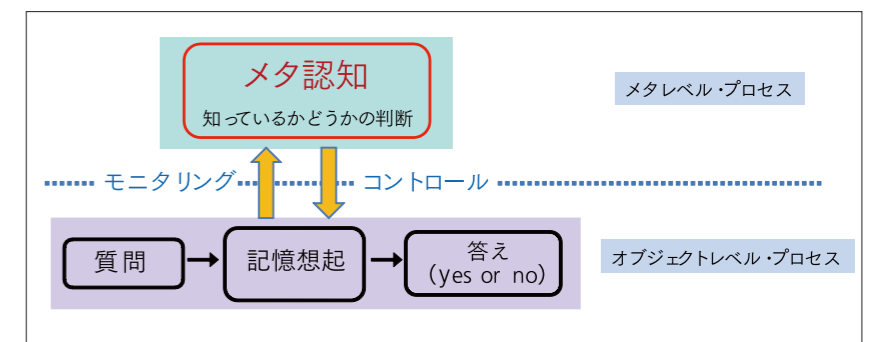 メタ認知
知っているかどうかの判断
メタレベル・プロセス
モニタリング
コントロール
質問
記憶想起
答え
(yes or no)
オブジェクトレベル・プロセス